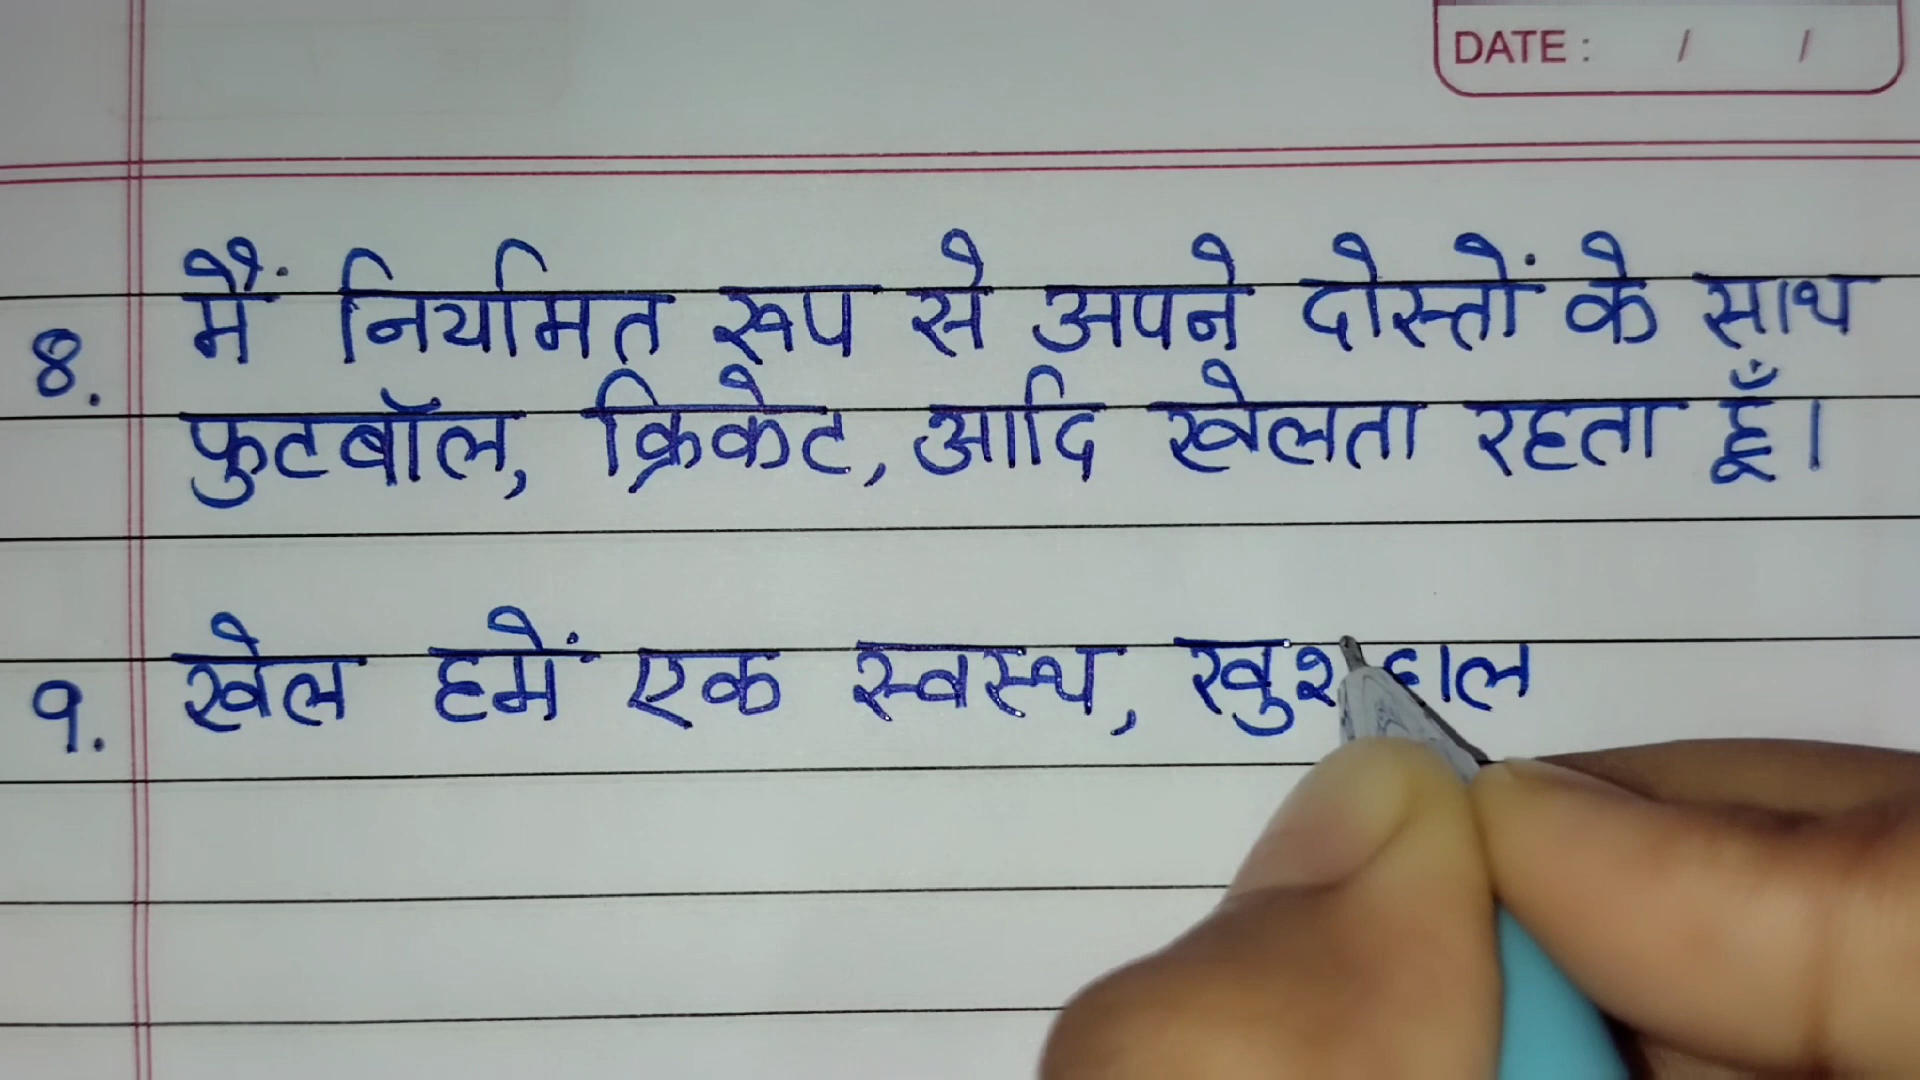 DATE : / /
8. मैं नियमित रूप से अपने दोस्तों के साथ
फुटबॉल, क्रिकेट, आदि खेलता रहता हूँ।
9. खेल हमें एक स्वस्थ, खुशहाल